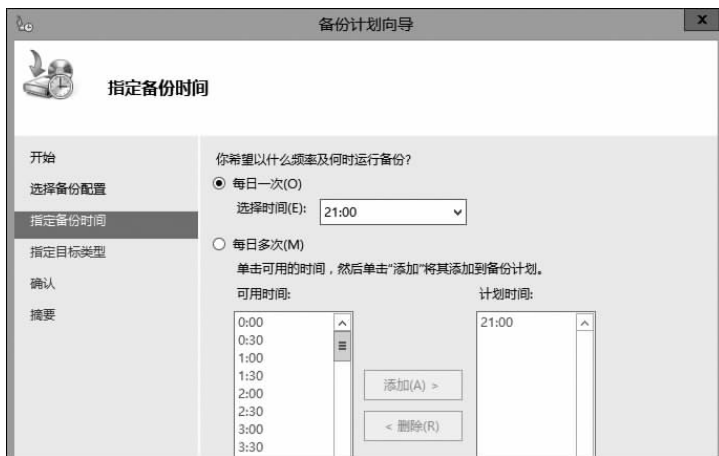 备份计划向导
x
指定备份时间
开始
选择备份配置
指定备份时间
指定目标类型
确认
摘要
你希望以什么频率及何时运行备份?
每日一次(O)
选择时间(E): 21:00
每日多次(M)
单击可用的时间，然后单击“添加”将其添加到备份计划。
可用时间: 计划时间:
0:00 21:00
0:30
1:00
1:30
添加(A) >
2:00
2:30
< 删除(R)
3:00
3:30